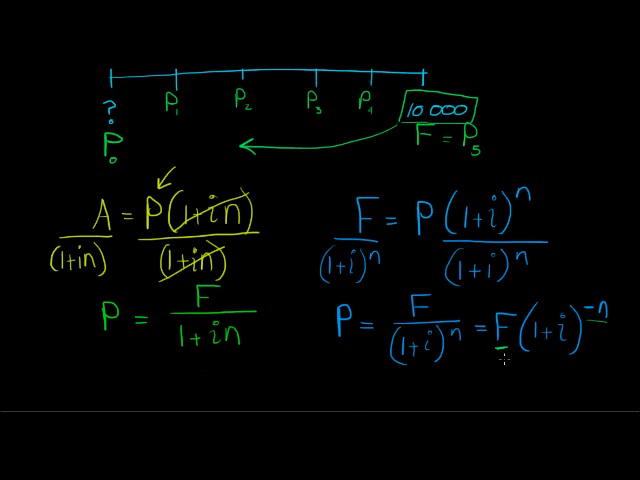 ? P₁ P₂ P₃ P₄ 10 000
P₀ F = P₅
A = P(1+in) F = P(1+i)ⁿ
(1+in) (1+in) (1+i)ⁿ (1+i)ⁿ
P = F / 1+in P = F / (1+i)ⁿ = F(1+i)⁻ⁿ